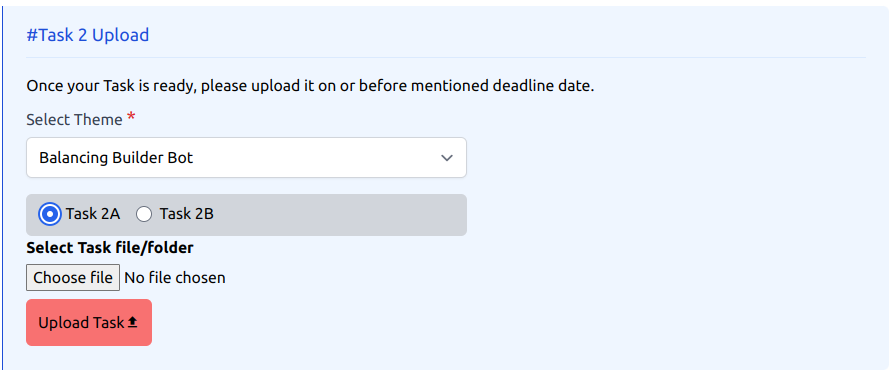 #Task 2 Upload
Once your Task is ready, please upload it on or before mentioned deadline date.
Select Theme *
Balancing Builder Bot
Task 2A Task 2B
Select Task file/folder
Choose file No file chosen
Upload Task